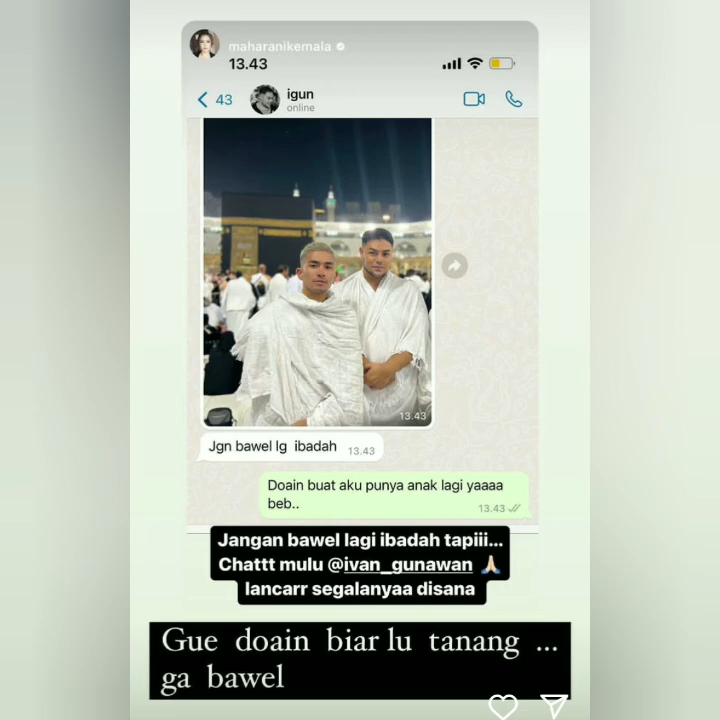 maharanikemala
13.43
43
igun
online
13.43
Jgn bawel lg ibadah 13.43
Doain buat aku punya anak lagi yaaaa
beb..
13.43
Jangan bawel lagi ibadah tapiii...
Chattt mulu @ivan_gunawan 🙏🏻
lancarr segalanyaa disana
Gue doain biar lu tanang ...
ga bawel